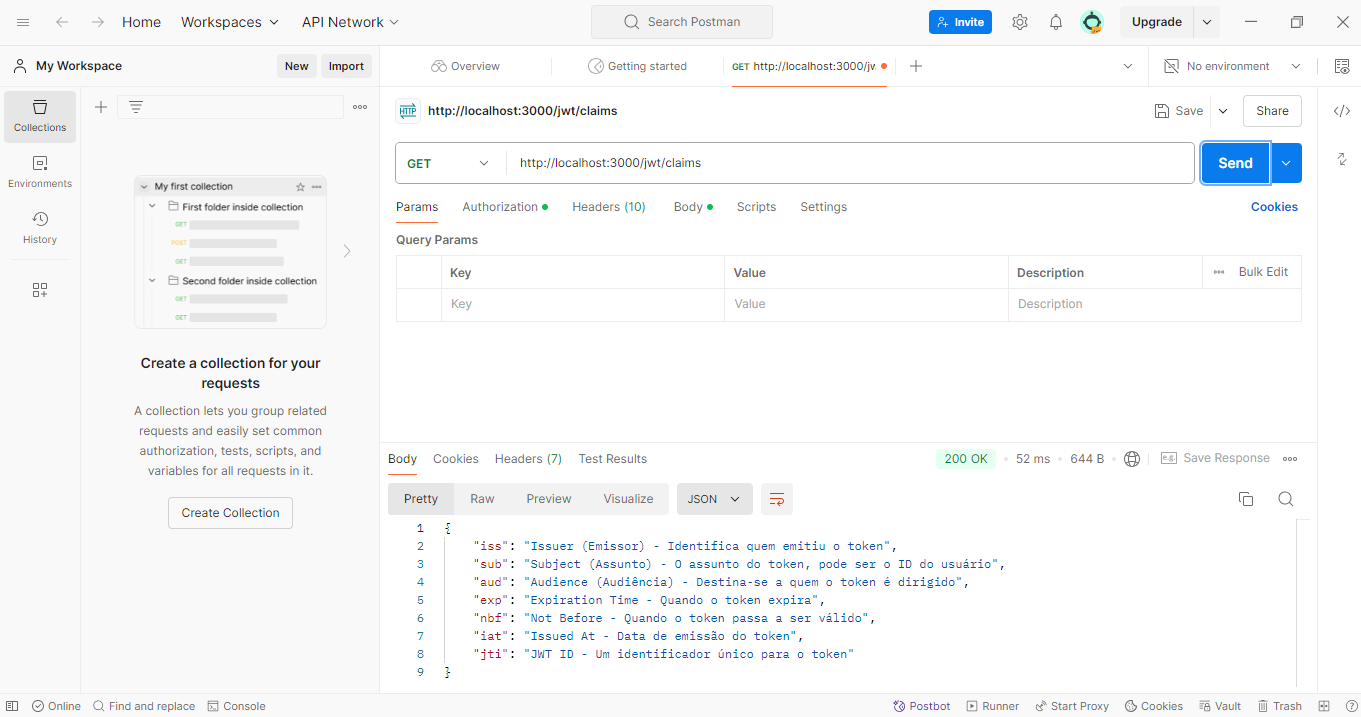 Home Workspaces API Network Search Postman Invite Upgrade
My Workspace New Import Overview Getting started GET http://localhost:3000/jw No environment
Collections
Environments
History
My first collection
First folder inside collection
GET
POST
GET
Second folder inside collection
GET
GET
Create a collection for your
requests
A collection lets you group related
requests and easily set common
authorization, tests, scripts, and
variables for all requests in it.
Create Collection
HTTP http://localhost:3000/jwt/claims Save Share
GET http://localhost:3000/jwt/claims Send
Params Authorization Headers (10) Body Scripts Settings Cookies
Query Params
Key Value Description Bulk Edit
Key Value Description
Body Cookies Headers (7) Test Results 200 OK 52 ms 644 B e.g. Save Response
Pretty Raw Preview Visualize JSON
1 {
2 "iss": "Issuer (Emissor) - Identifica quem emitiu o token",
3 "sub": "Subject (Assunto) - O assunto do token, pode ser o ID do usuário",
4 "aud": "Audience (Audiência) - Destina-se a quem o token é dirigido",
5 "exp": "Expiration Time - Quando o token expira",
6 "nbf": "Not Before - Quando o token passa a ser válido",
7 "iat": "Issued At - Data de emissão do token",
8 "jti": "JWT ID - Um identificador único para o token"
9 }
Online Find and replace Console Postbot Runner Start Proxy Cookies Vault Trash